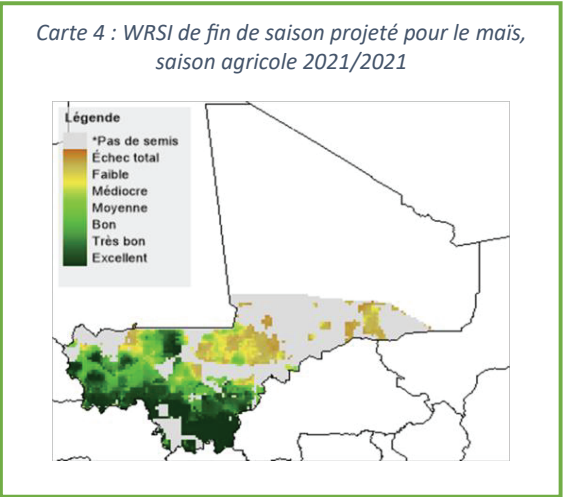 Carte 4 : WRSI de fin de saison projeté pour le maïs,
saison agricole 2021/2021
Légende
*Pas de semis
Échec total
Faible
Médiocre
Moyenne
Bon
Très bon
Excellent